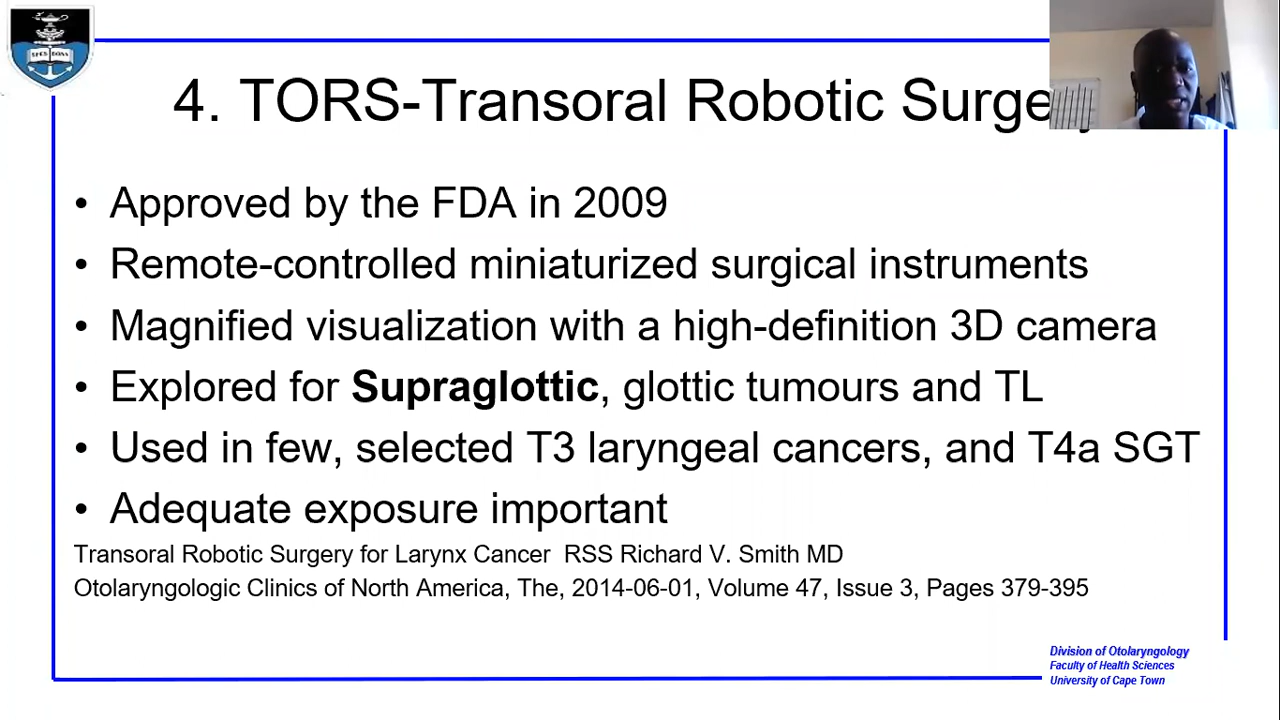 4. TORS-Transoral Robotic Surge
• Approved by the FDA in 2009
• Remote-controlled miniaturized surgical instruments
• Magnified visualization with a high-definition 3D camera
• Explored for Supraglottic, glottic tumours and TL
• Used in few, selected T3 laryngeal cancers, and T4a SGT
• Adequate exposure important
Transoral Robotic Surgery for Larynx Cancer RSS Richard V. Smith MD
Otolaryngologic Clinics of North America, The, 2014-06-01, Volume 47, Issue 3, Pages 379-395
Division of Otolaryngology
Faculty of Health Sciences
University of Cape Town
SPES BONA